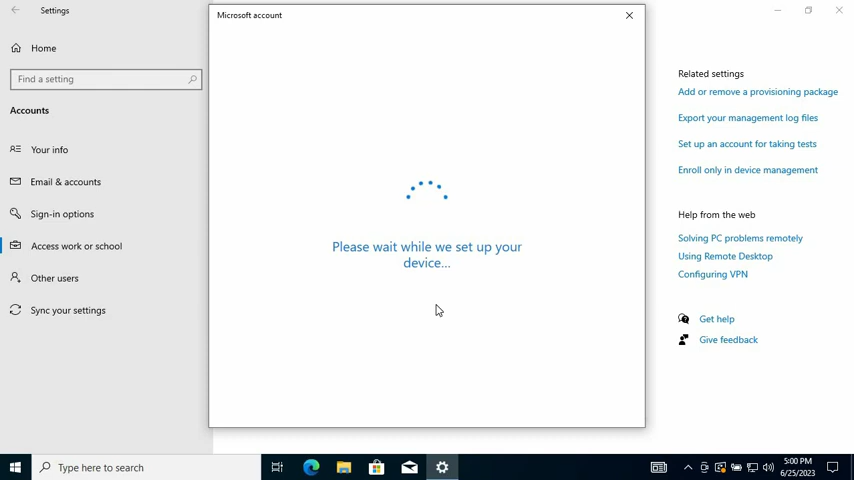 Settings
Microsoft account
Home
Find a setting
Accounts
Your info
Email & accounts
Sign-in options
Access work or school
Other users
Sync your settings
Please wait while we set up your
device...
Related settings
Add or remove a provisioning package
Export your management log files
Set up an account for taking tests
Enroll only in device management
Help from the web
Solving PC problems remotely
Using Remote Desktop
Configuring VPN
Get help
Give feedback
Type here to search
5:00 PM
6/25/2023